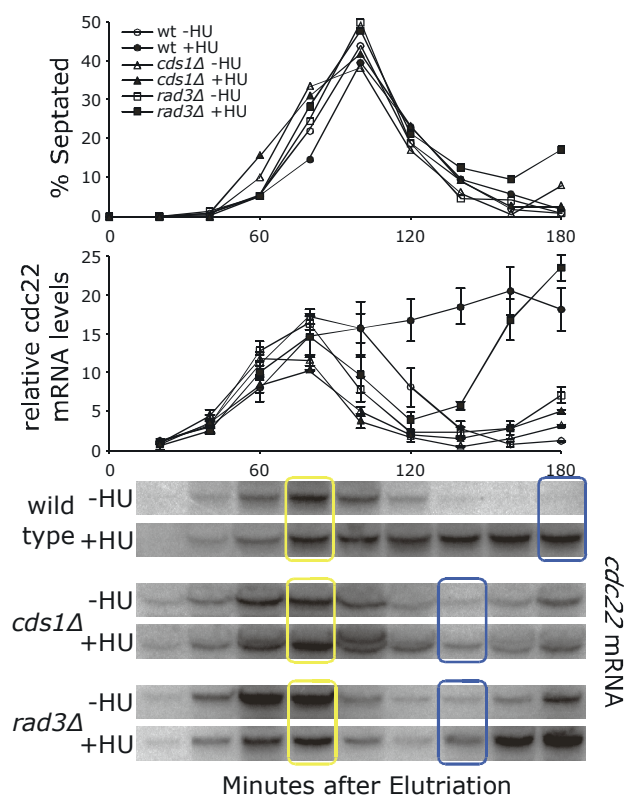 50
40
30
20
10
0
% Septated
wt -HU
wt +HU
cds1Δ -HU
cds1Δ +HU
rad3Δ -HU
rad3Δ +HU
0 60 120 180
25
20
15
10
5
0
relative cdc22
mRNA levels
0 60 120 180
wild
type
-HU
+HU
cds1Δ
-HU
+HU
rad3Δ
-HU
+HU
cdc22 mRNA
Minutes after Elutriation